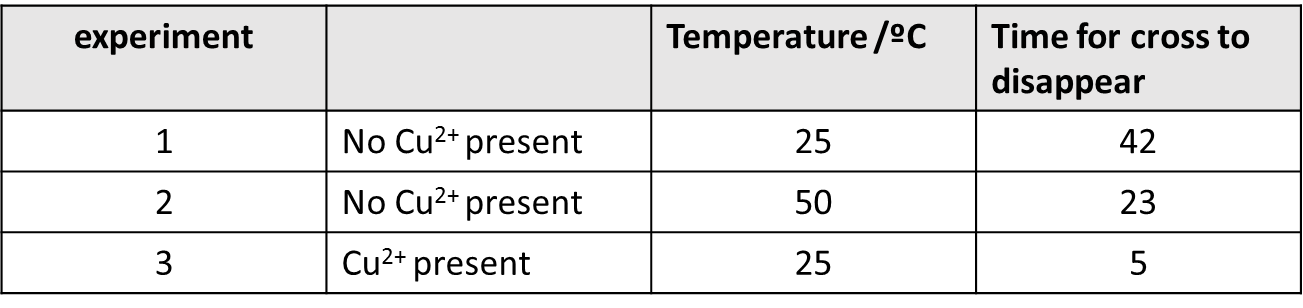 experiment Temperature /ºC Time for cross to
disappear
1 No Cu²⁺ present 25 42
2 No Cu²⁺ present 50 23
3 Cu²⁺ present 25 5